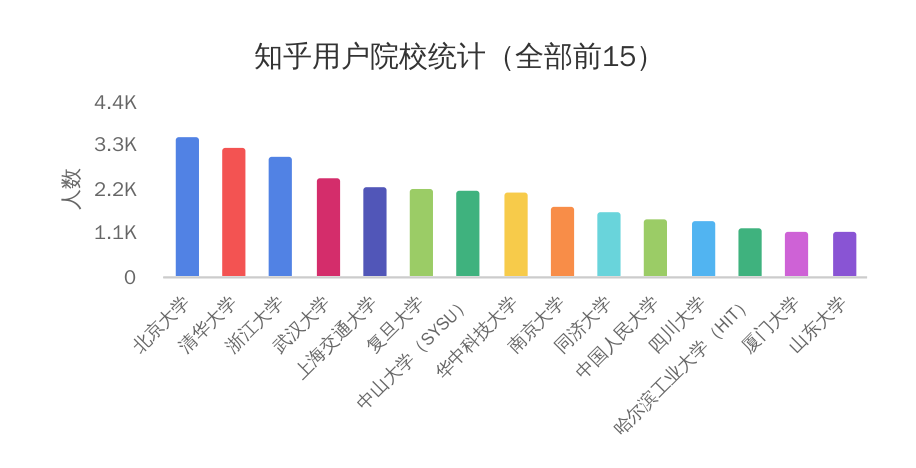 知乎用户院校统计（全部前15）
人数
4.4K
3.3K
2.2K
1.1K
0
北京大学
清华大学
浙江大学
武汉大学
上海交通大学
复旦大学
中山大学（SYSU）
华中科技大学
南京大学
同济大学
中国人民大学
四川大学
哈尔滨工业大学（HIT）
厦门大学
山东大学